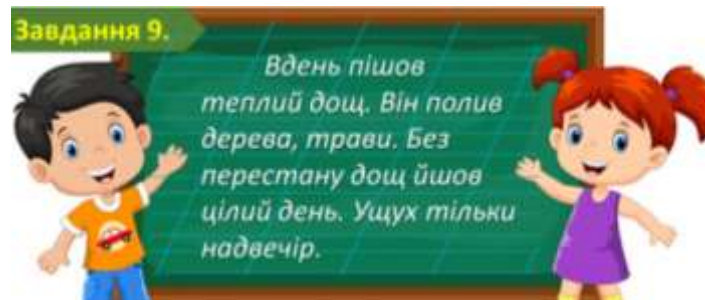 Завдання 9.
Вдень пішов
теплий дощ. Він полив
дерева, трави. Без
перестану дощ йшов
цілий день. Ущух тільки
надвечір.